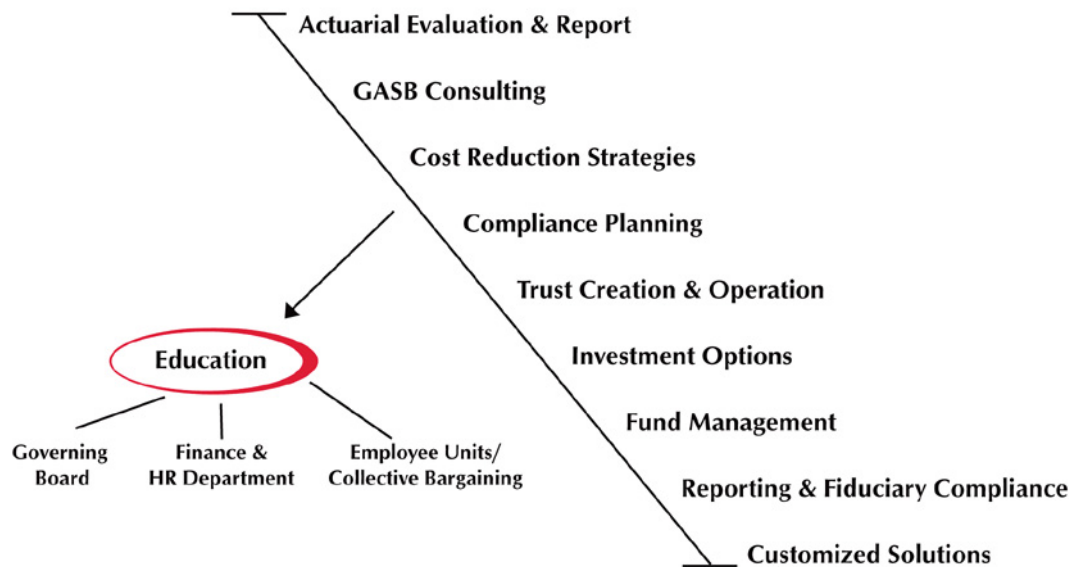 Actuarial Evaluation & Report
GASB Consulting
Cost Reduction Strategies
Compliance Planning
Trust Creation & Operation
Investment Options
Fund Management
Reporting & Fiduciary Compliance
Customized Solutions
Education
Governing
Board
Finance &
HR Department
Employee Units/
Collective Bargaining